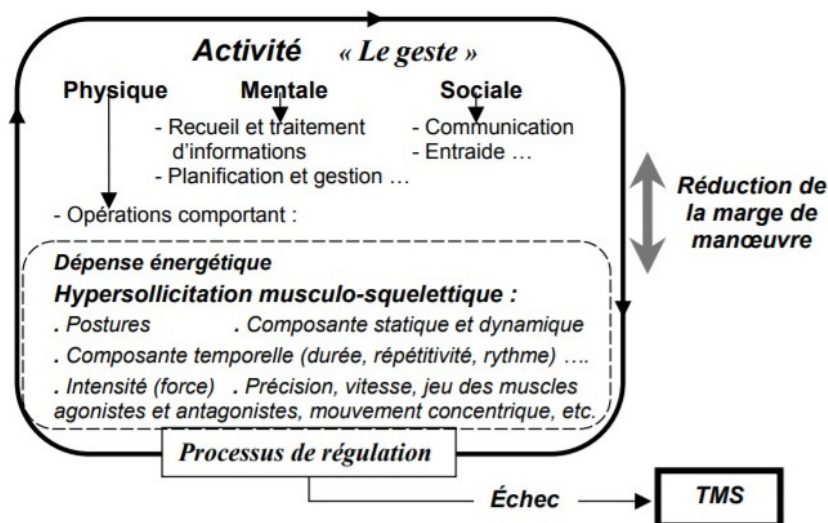 Activité « Le geste »
Physique Mentale Sociale
- Recueil et traitement - Communication
d'informations - Entraide …
- Planification et gestion …
- Opérations comportant :
Réduction de
la marge de
manœuvre
Dépense énergétique
Hypersollicitation musculo-squelettique :
. Postures . Composante statique et dynamique
. Composante temporelle (durée, répétitivité, rythme) ….
. Intensité (force) . Précision, vitesse, jeu des muscles
agonistes et antagonistes, mouvement concentrique, etc.
Processus de régulation
Échec TMS